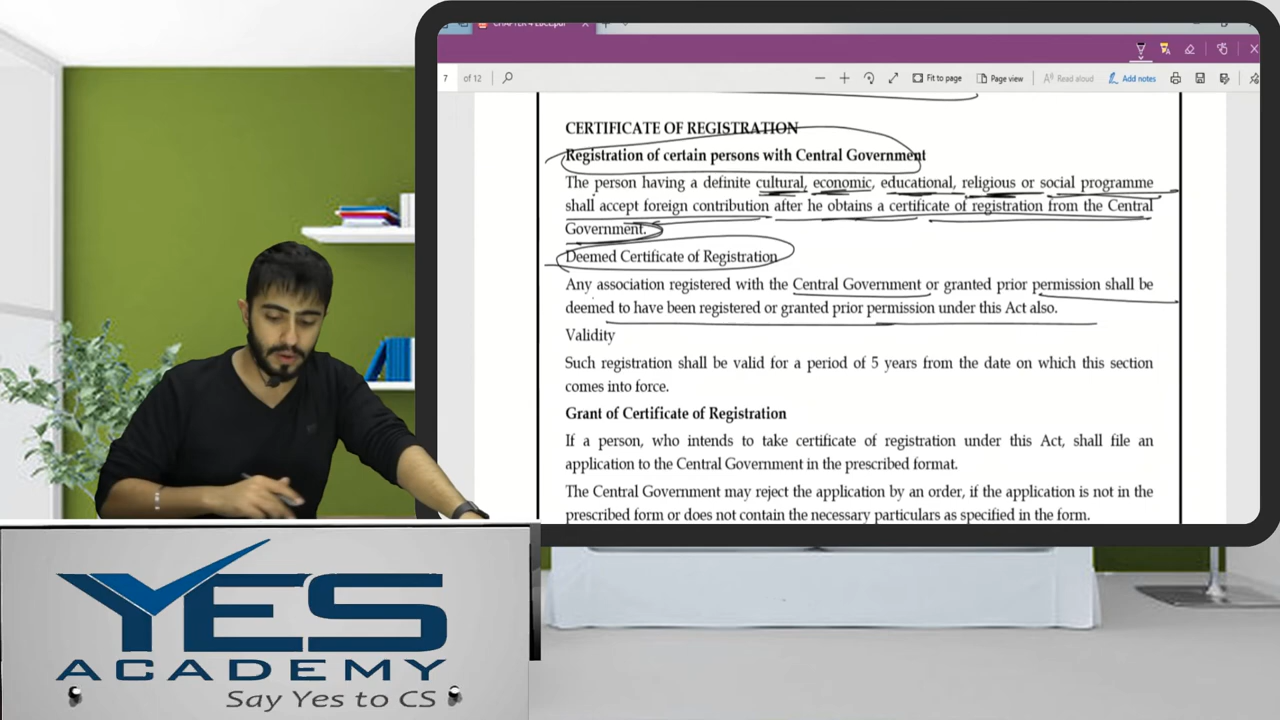 7 of 12
Fit to page
Page view
Read aloud
Add notes
CERTIFICATE OF REGISTRATION
Registration of certain persons with Central Government
The person having a definite cultural, economic, educational, religious or social programme
shall accept foreign contribution after he obtains a certificate of registration from the Central
Government.
Deemed Certificate of Registration
Any association registered with the Central Government or granted prior permission shall be
deemed to have been registered or granted prior permission under this Act also.
Validity
Such registration shall be valid for a period of 5 years from the date on which this section
comes into force.
Grant of Certificate of Registration
If a person, who intends to take certificate of registration under this Act, shall file an
application to the Central Government in the prescribed format.
The Central Government may reject the application by an order, if the application is not in the
prescribed form or does not contain the necessary particulars as specified in the form.
YES
ACADEMY
Say Yes to CS